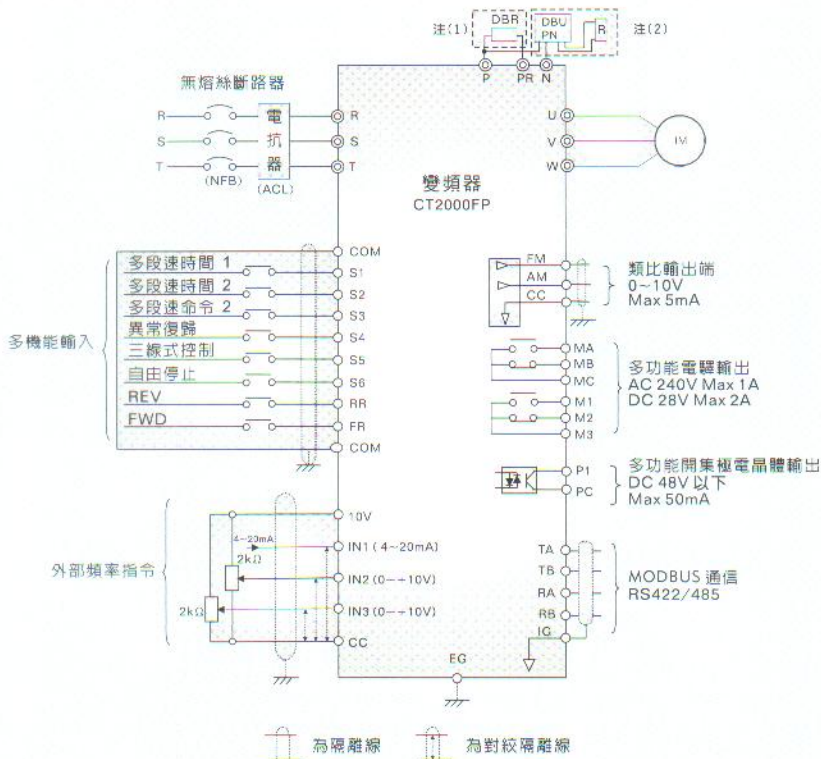 注(1)
DBR
DBU
PN
R
注(2)
P
PR
N
無熔絲斷路器
R
S
T
(NFB)
電
抗
器
(ACL)
R
S
T
變頻器
CT2000FP
U
V
W
IM
多機能輸入
COM
多段速時間 1
S1
多段速時間 2
S2
多段速命令 2
S3
異常復歸
S4
三線式控制
S5
自由停止
S6
REV
RR
FWD
FR
COM
FM
AM
CC
類比輸出端
0~10V
Max 5mA
MA
MB
MC
M1
M2
M3
多功能電驛輸出
AC 240V Max 1A
DC 28V Max 2A
P1
PC
多功能開集極電晶體輸出
DC 48V 以下
Max 50mA
外部頻率指令
10V
4~20mA
IN1 (4~20mA)
2kΩ
IN2 (0~+10V)
2kΩ
IN3 (0~+10V)
CC
TA
TB
RA
RB
IG
MODBUS 通信
RS422/485
EG
為隔離線
為對絞隔離線